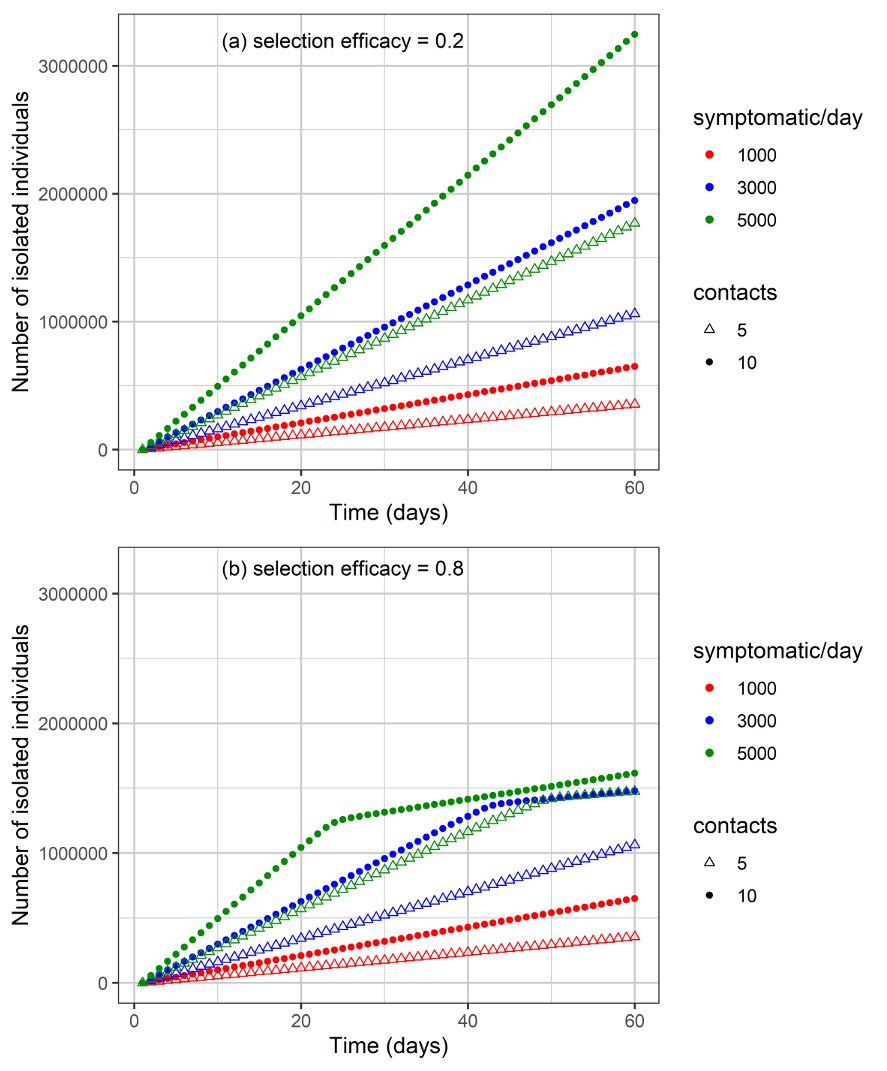 (a) selection efficacy = 0.2
Number of isolated individuals
3000000
2000000
1000000
0
0 20 40 60
Time (days)
symptomatic/day
1000
3000
5000
contacts
5
10
(b) selection efficacy = 0.8
Number of isolated individuals
3000000
2000000
1000000
0
0 20 40 60
Time (days)
symptomatic/day
1000
3000
5000
contacts
5
10